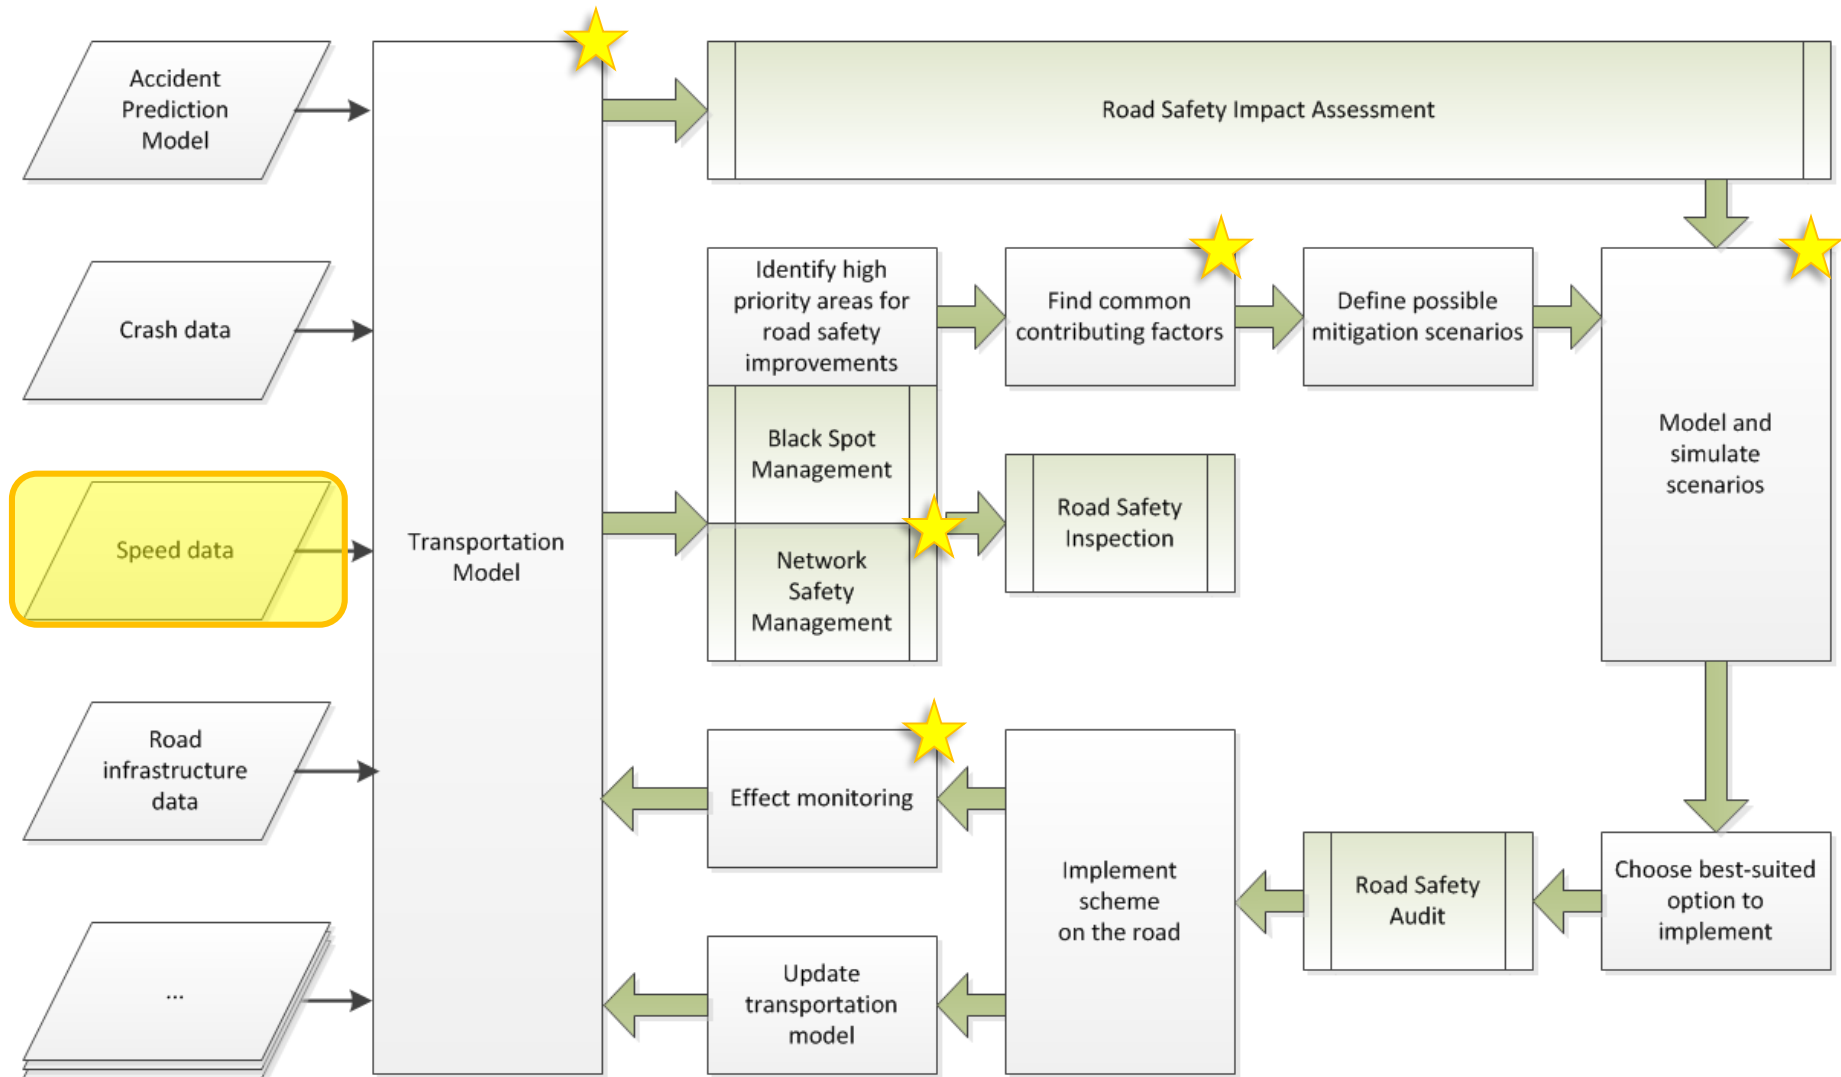 Accident
Prediction
Model
Crash data
Speed data
Road
infrastructure
data
...
Transportation
Model
Road Safety Impact Assessment
Identify high
priority areas for
road safety
improvements
Black Spot
Management
Network
Safety
Management
Find common
contributing factors
Define possible
mitigation scenarios
Road Safety
Inspection
Model and
simulate
scenarios
Effect monitoring
Update
transportation
model
Implement
scheme
on the road
Road Safety
Audit
Choose best-suited
option to
implement